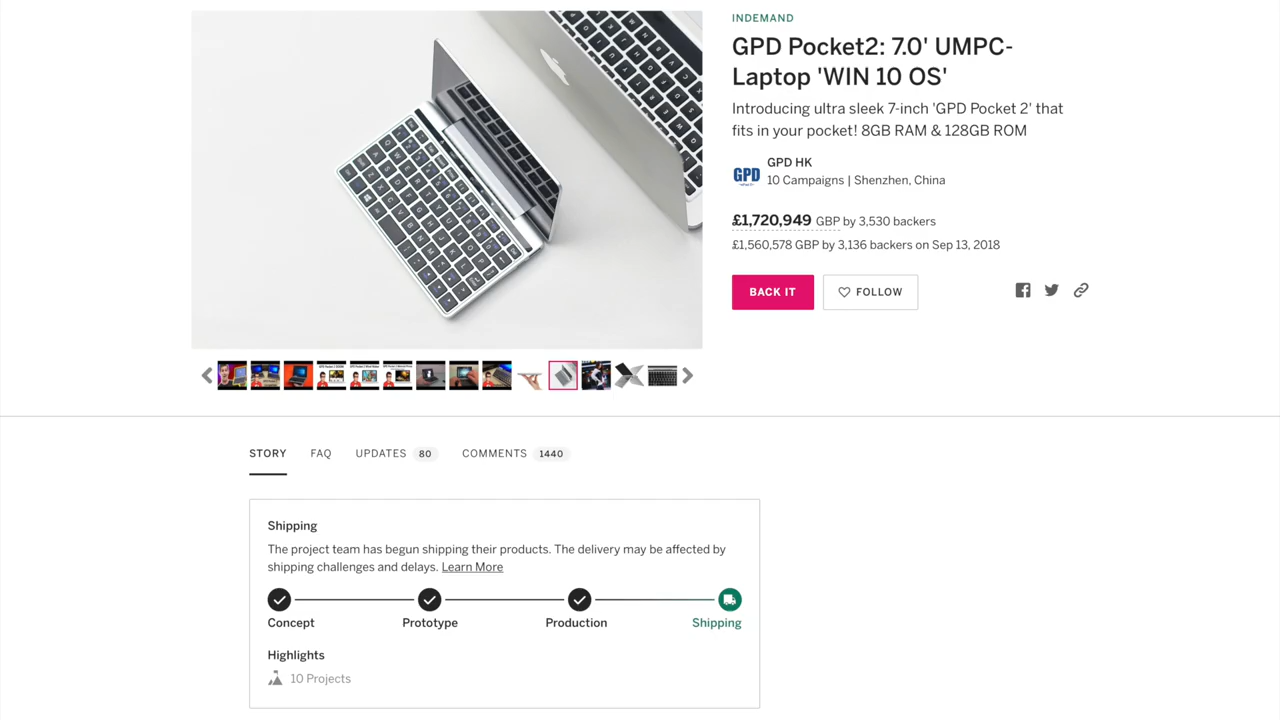 INDEMAND
GPD Pocket2: 7.0' UMPC-
Laptop 'WIN 10 OS'
Introducing ultra sleek 7-inch 'GPD Pocket 2' that
fits in your pocket! 8GB RAM & 128GB ROM
GPD
GPD HK
10 Campaigns | Shenzhen, China
£1,720,949 GBP by 3,530 backers
£1,560,578 GBP by 3,136 backers on Sep 13, 2018
BACK IT
FOLLOW
STORY FAQ UPDATES 80 COMMENTS 1440
Shipping
The project team has begun shipping their products. The delivery may be affected by
shipping challenges and delays. Learn More
Concept Prototype Production Shipping
Highlights
10 Projects